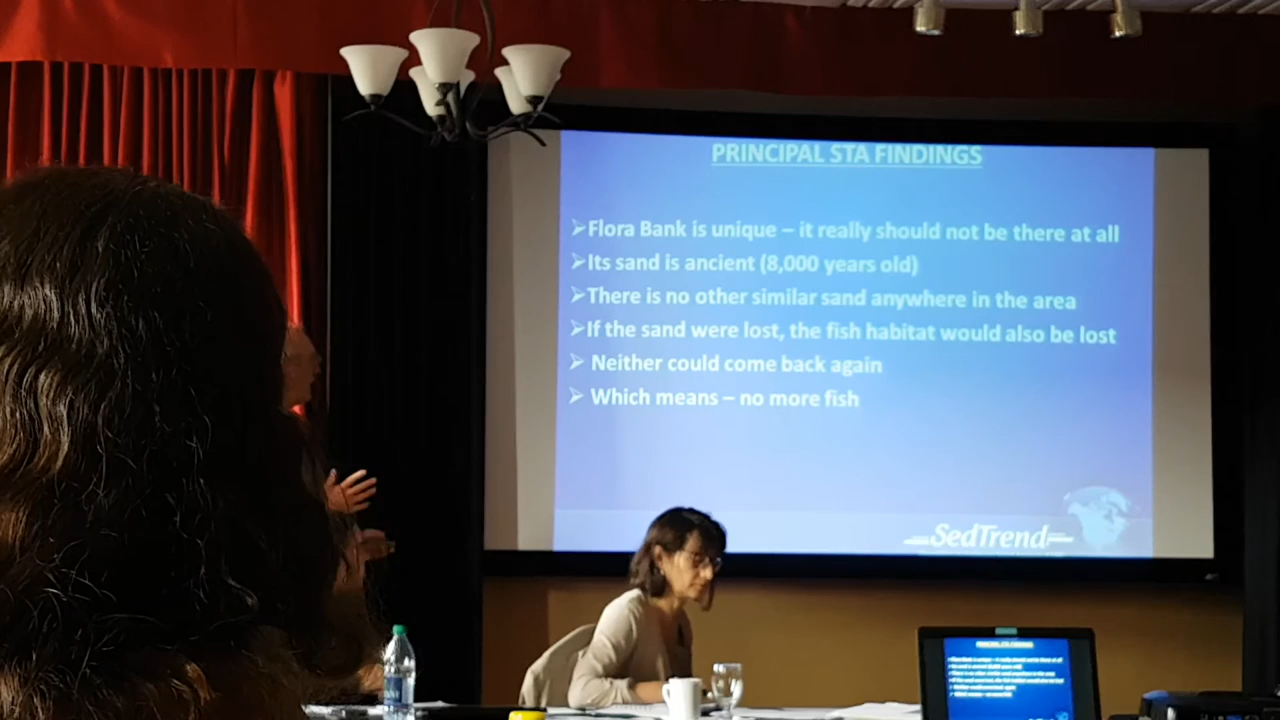 PRINCIPAL STA FINDINGS
➢Flora Bank is unique – it really should not be there at all
➢Its sand is ancient (8,000 years old)
➢There is no other similar sand anywhere in the area
➢If the sand were lost, the fish habitat would also be lost
➢ Neither could come back again
➢ Which means – no more fish
SedTrend